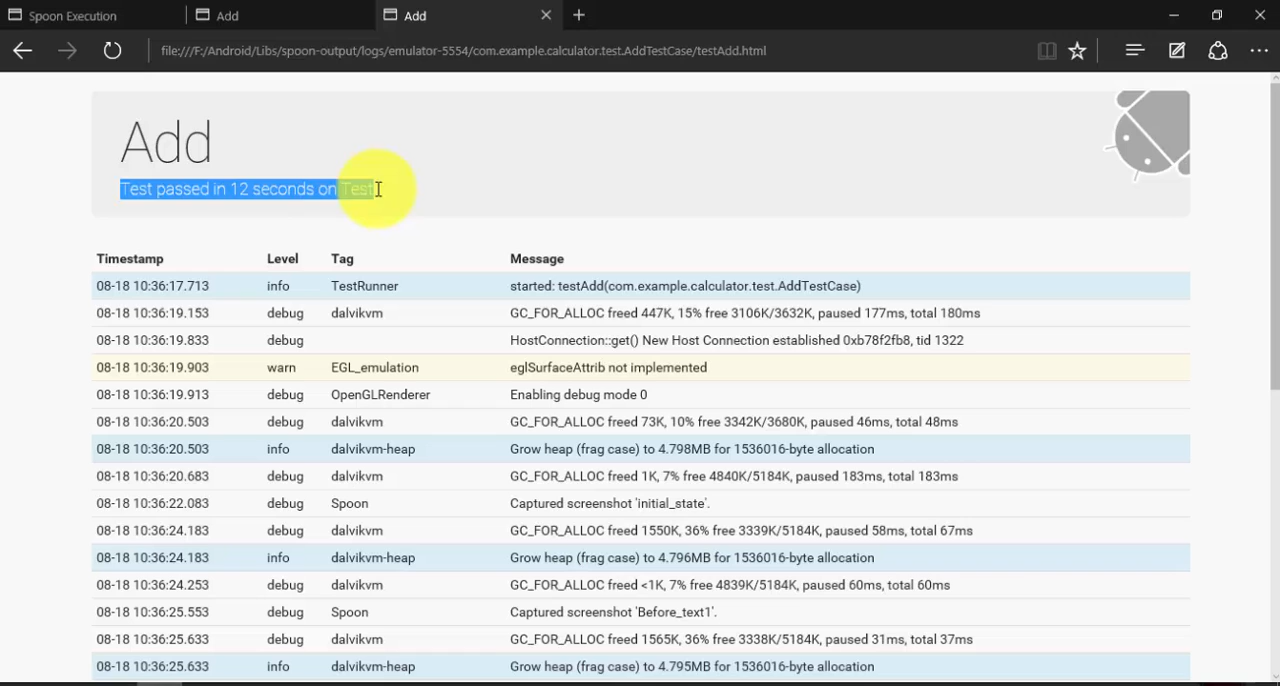 Spoon Execution
Add
Add
file:///F:/Android/Libs/spoon-output/logs/emulator-5554/com.example.calculator.test.AddTestCase/testAdd.html
Add
Test passed in 12 seconds on Test
Timestamp Level Tag Message
08-18 10:36:17.713 info TestRunner started: testAdd(com.example.calculator.test.AddTestCase)
08-18 10:36:19.153 debug dalvikvm GC_FOR_ALLOC freed 447K, 15% free 3106K/3632K, paused 177ms, total 180ms
08-18 10:36:19.833 debug HostConnection::get() New Host Connection established 0xb78f2fb8, tid 1322
08-18 10:36:19.903 warn EGL_emulation eglSurfaceAttrib not implemented
08-18 10:36:19.913 debug OpenGLRenderer Enabling debug mode 0
08-18 10:36:20.503 debug dalvikvm GC_FOR_ALLOC freed 73K, 10% free 3342K/3680K, paused 46ms, total 48ms
08-18 10:36:20.503 info dalvikvm-heap Grow heap (frag case) to 4.798MB for 1536016-byte allocation
08-18 10:36:20.683 debug dalvikvm GC_FOR_ALLOC freed 1K, 7% free 4840K/5184K, paused 183ms, total 183ms
08-18 10:36:22.083 debug Spoon Captured screenshot 'initial_state'.
08-18 10:36:24.183 debug dalvikvm GC_FOR_ALLOC freed 1550K, 36% free 3339K/5184K, paused 58ms, total 67ms
08-18 10:36:24.183 info dalvikvm-heap Grow heap (frag case) to 4.796MB for 1536016-byte allocation
08-18 10:36:24.253 debug dalvikvm GC_FOR_ALLOC freed <1K, 7% free 4839K/5184K, paused 60ms, total 60ms
08-18 10:36:25.553 debug Spoon Captured screenshot 'Before_text1'.
08-18 10:36:25.633 debug dalvikvm GC_FOR_ALLOC freed 1565K, 36% free 3338K/5184K, paused 31ms, total 37ms
08-18 10:36:25.633 info dalvikvm-heap Grow heap (frag case) to 4.795MB for 1536016-byte allocation